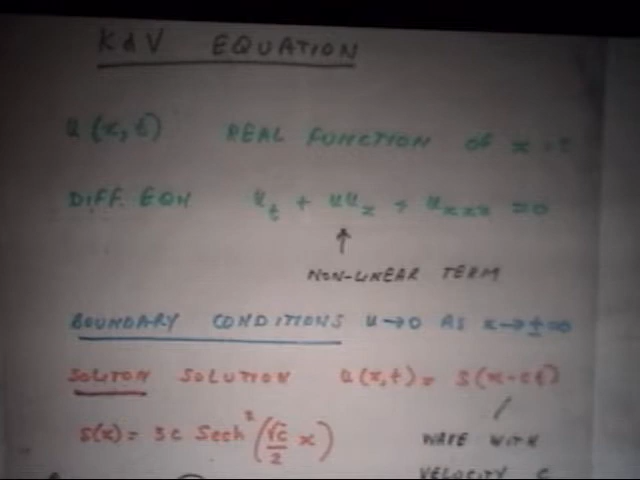 KdV EQUATION
u(x,t) REAL FUNCTION of x
DIFF. EQN u_t + uu_x + u_xxx = 0
↑
NON-LINEAR TERM
BOUNDARY CONDITIONS u→0 AS x→±∞
SOLITON SOLUTION u(x,t) = S(x-ct)
S(x) = 3c Sech²(√c/2 x)
WAVE WITH
VELOCITY c